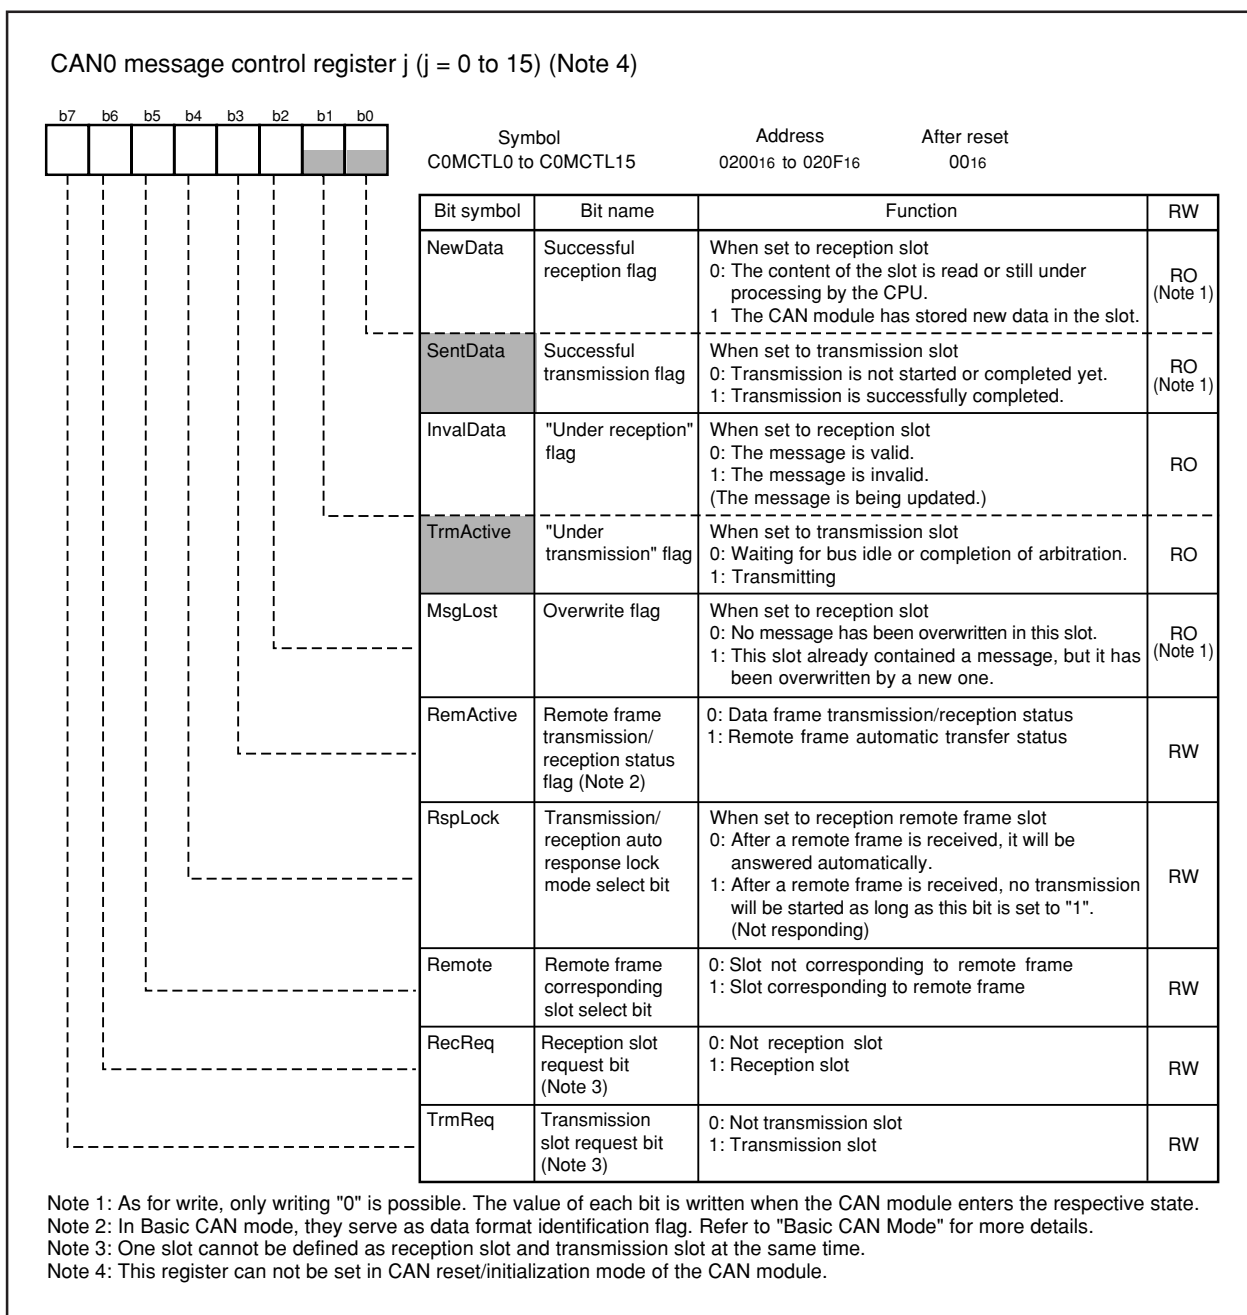 CAN0 message control register j (j = 0 to 15) (Note 4)
b7 b6 b5 b4 b3 b2 b1 b0
Symbol Address After reset
C0MCTL0 to C0MCTL15 020016 to 020F16 0016
Bit symbol Bit name Function RW
NewData Successful reception flag
When set to reception slot
0: The content of the slot is read or still under
processing by the CPU.
1 The CAN module has stored new data in the slot.
RO
(Note 1)
SentData Successful transmission flag
When set to transmission slot
0: Transmission is not started or completed yet.
1: Transmission is successfully completed.
RO
(Note 1)
InvalData "Under reception" flag
When set to reception slot
0: The message is valid.
1: The message is invalid.
(The message is being updated.)
RO
TrmActive "Under transmission" flag
When set to transmission slot
0: Waiting for bus idle or completion of arbitration.
1: Transmitting
RO
MsgLost Overwrite flag
When set to reception slot
0: No message has been overwritten in this slot.
1: This slot already contained a message, but it has
been overwritten by a new one.
RO
(Note 1)
RemActive Remote frame transmission/ reception status flag (Note 2)
0: Data frame transmission/reception status
1: Remote frame automatic transfer status
RW
RspLock Transmission/ reception auto response lock mode select bit
When set to reception remote frame slot
0: After a remote frame is received, it will be
answered automatically.
1: After a remote frame is received, no transmission
will be started as long as this bit is set to "1".
(Not responding)
RW
Remote Remote frame corresponding slot select bit
0: Slot not corresponding to remote frame
1: Slot corresponding to remote frame
RW
RecReq Reception slot request bit (Note 3)
0: Not reception slot
1: Reception slot
RW
TrmReq Transmission slot request bit (Note 3)
0: Not transmission slot
1: Transmission slot
RW
Note 1: As for write, only writing "0" is possible. The value of each bit is written when the CAN module enters the respective state.
Note 2: In Basic CAN mode, they serve as data format identification flag. Refer to "Basic CAN Mode" for more details.
Note 3: One slot cannot be defined as reception slot and transmission slot at the same time.
Note 4: This register can not be set in CAN reset/initialization mode of the CAN module.